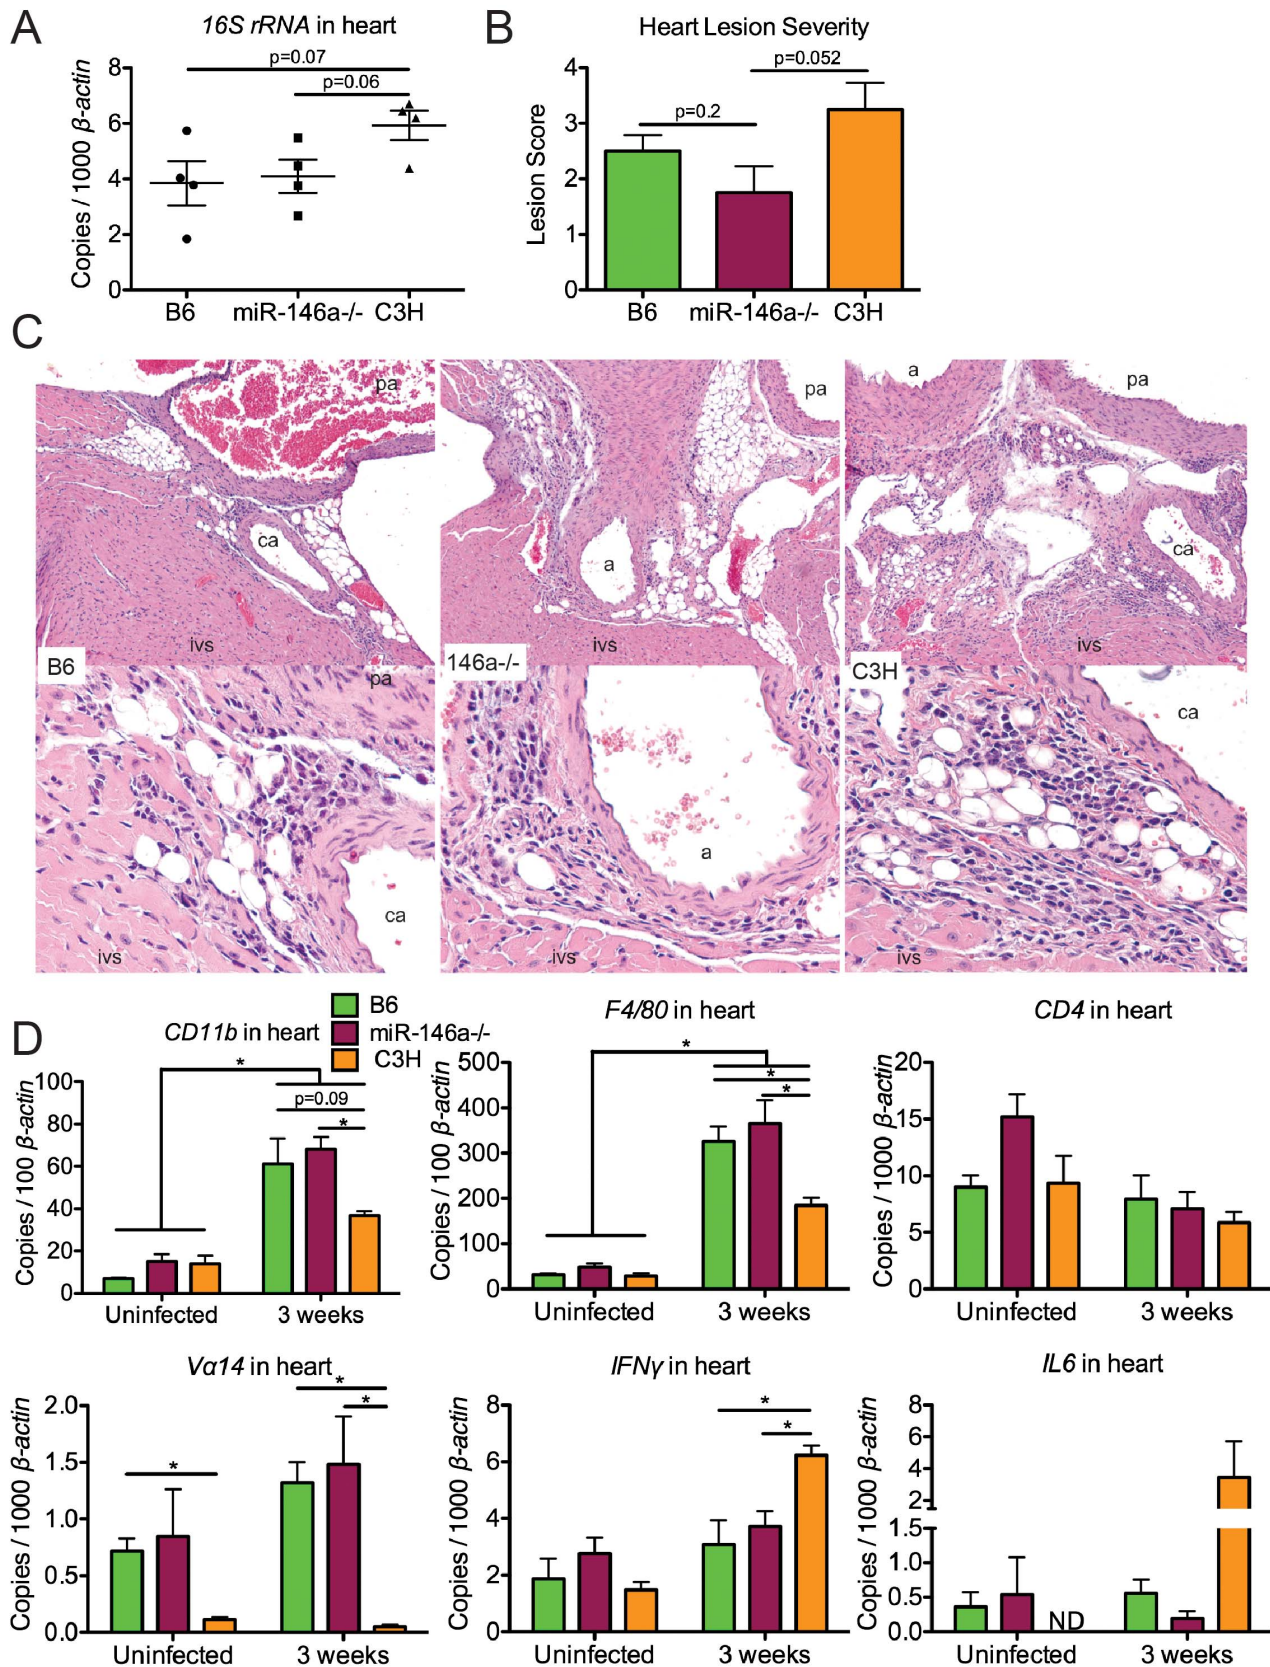 A
16S rRNA in heart
Copies / 1000 β-actin
8
6
4
2
0
p=0.07
p=0.06
B6
miR-146a-/-
C3H
B
Heart Lesion Severity
Lesion Score
4
3
2
1
0
p=0.052
p=0.2
B6
miR-146a-/-
C3H
C
pa
ca
ivs
B6
pa
ca
ivs
pa
a
ivs
146a-/-
a
ivs
a
pa
ca
ivs
C3H
ca
ivs
D
B6
miR-146a-/-
C3H
CD11b in heart
Copies / 100 β-actin
100
80
60
40
20
0
*
p=0.09
*
Uninfected
3 weeks
F4/80 in heart
Copies / 100 β-actin
500
400
300
200
100
0
*
*
*
Uninfected
3 weeks
CD4 in heart
Copies / 1000 β-actin
20
15
10
5
0
Uninfected
3 weeks
Vα14 in heart
Copies / 1000 β-actin
2.0
1.5
1.0
0.5
0.0
*
*
*
Uninfected
3 weeks
IFNγ in heart
Copies / 1000 β-actin
8
6
4
2
0
*
*
Uninfected
3 weeks
IL6 in heart
Copies / 1000 β-actin
8
6
4
2
1.5
1.0
0.5
0.0
ND
Uninfected
3 weeks